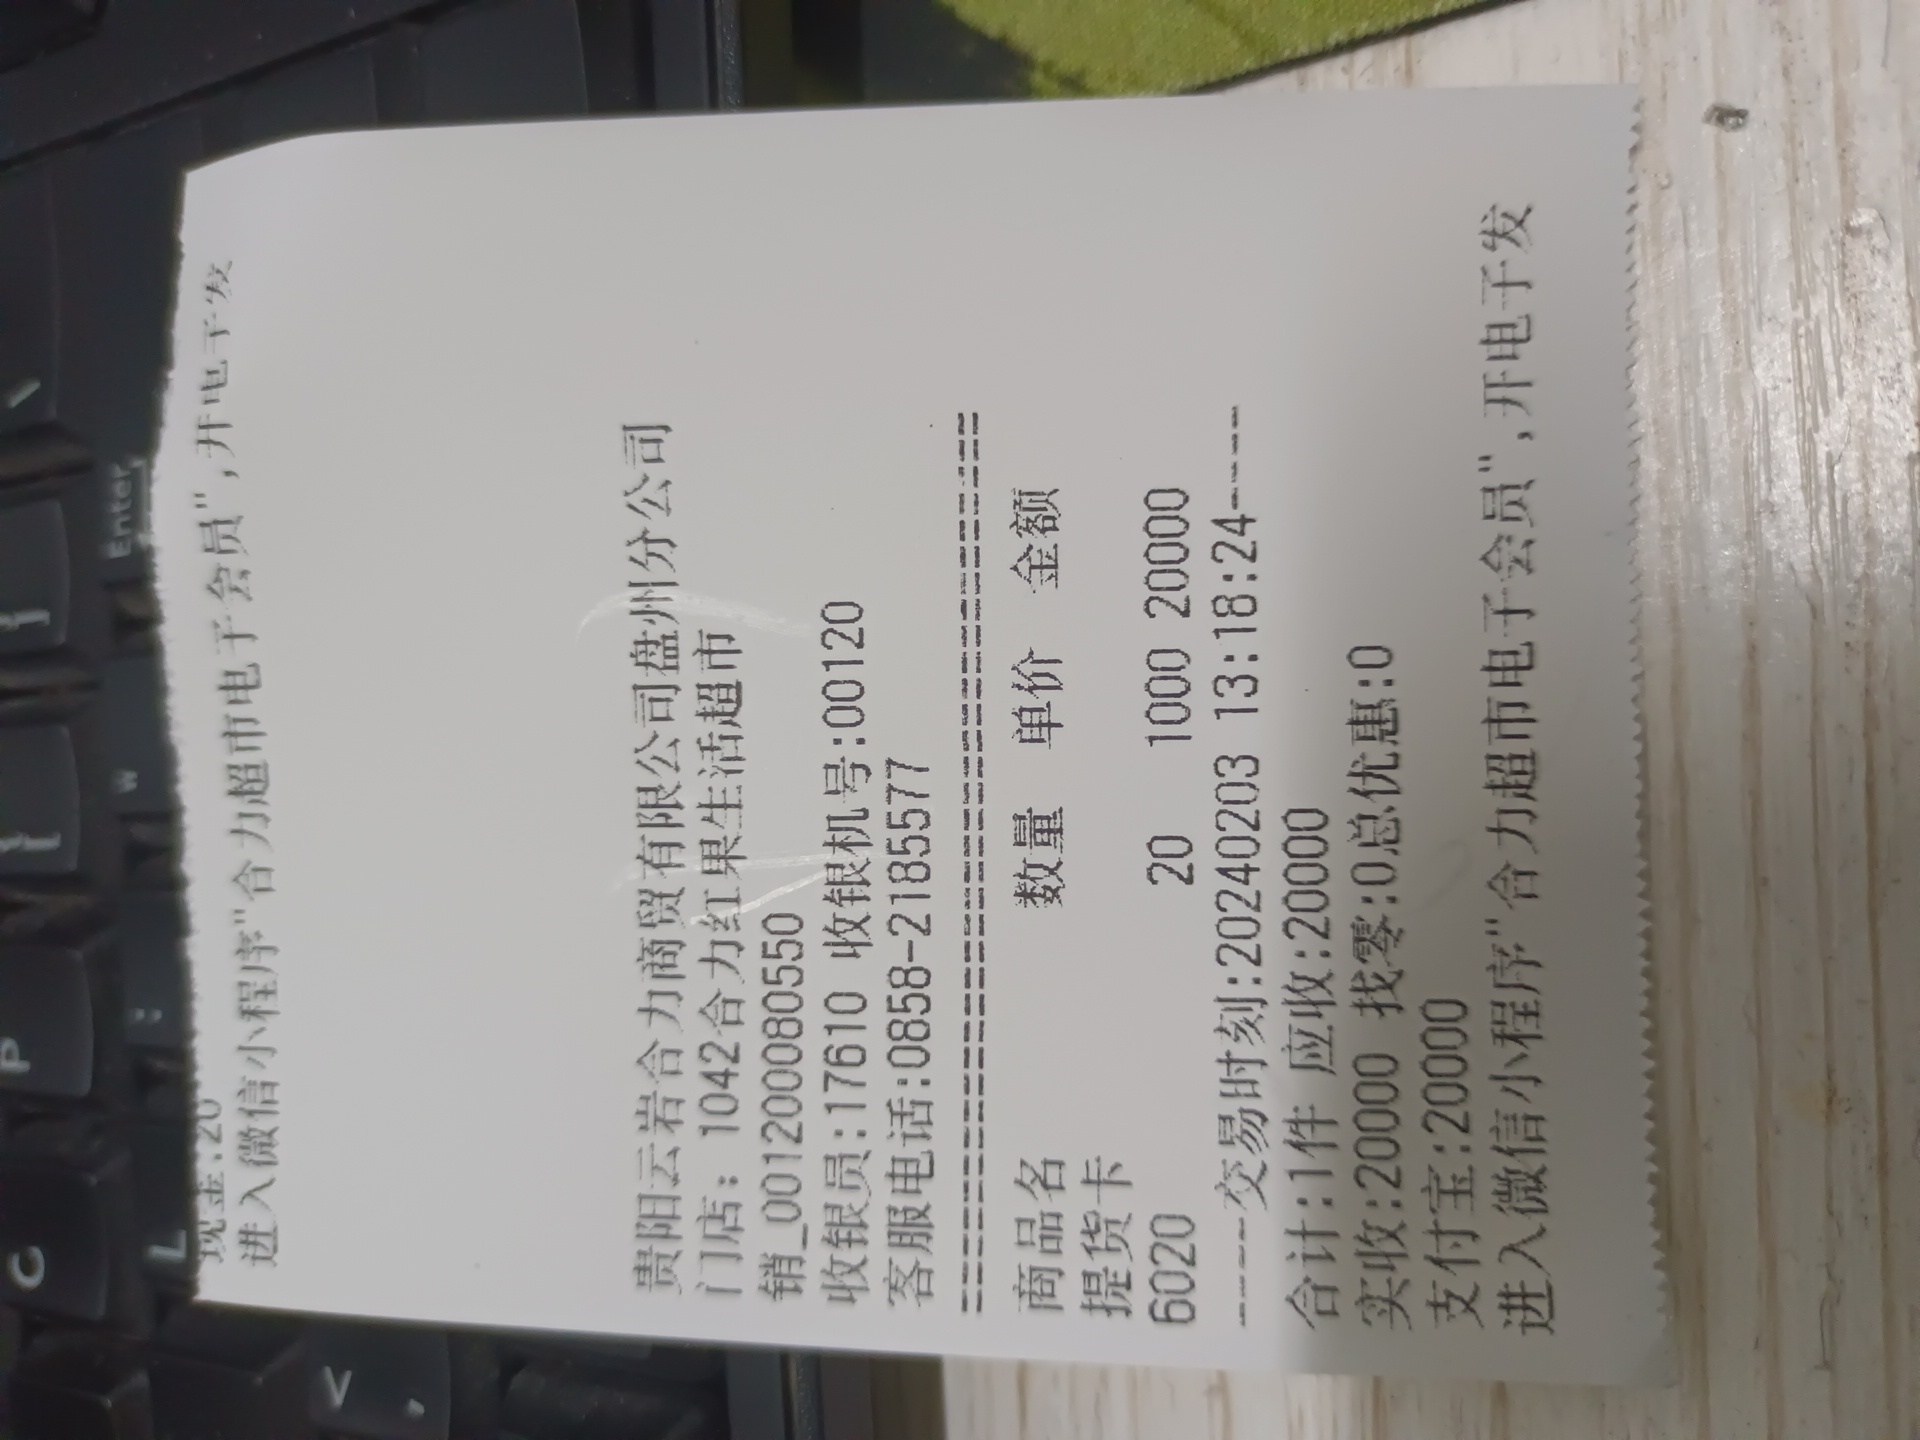 进入微信小程序"合力超市电子会员",开电子发
贵阳云岩合力商贸有限公司盘州分公司
门店: 1042合力红果生活超市
销_00120080550
收银员:17610 收银机号:00120
客服电话:0858-2185577
==========================================
商品名 数量 单价 金额
提货卡
6020 20 1000 20000
------交易时刻:20240203 13:18:24-----
合计:1件 应收:20000
实收:20000 找零:0总优惠:0
支付宝:20000
进入微信小程序"合力超市电子会员",开电子发
Enter
P
L
V